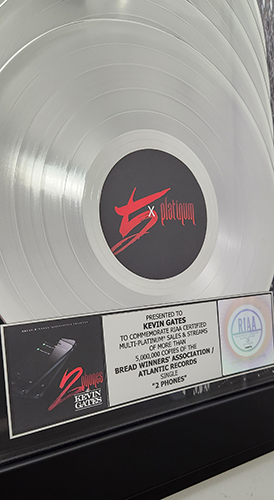 5x platinum
PRESENTED TO
KEVIN GATES
TO COMMEMORATE RIAA CERTIFIED
MULTI-PLATINUM® SALES & STREAMS
OF MORE THAN
5,000,000 COPIES OF THE
BREAD WINNERS' ASSOCIATION /
ATLANTIC RECORDS
SINGLE
"2 PHONES"
2 phones
KEVIN
GATES
RIAA